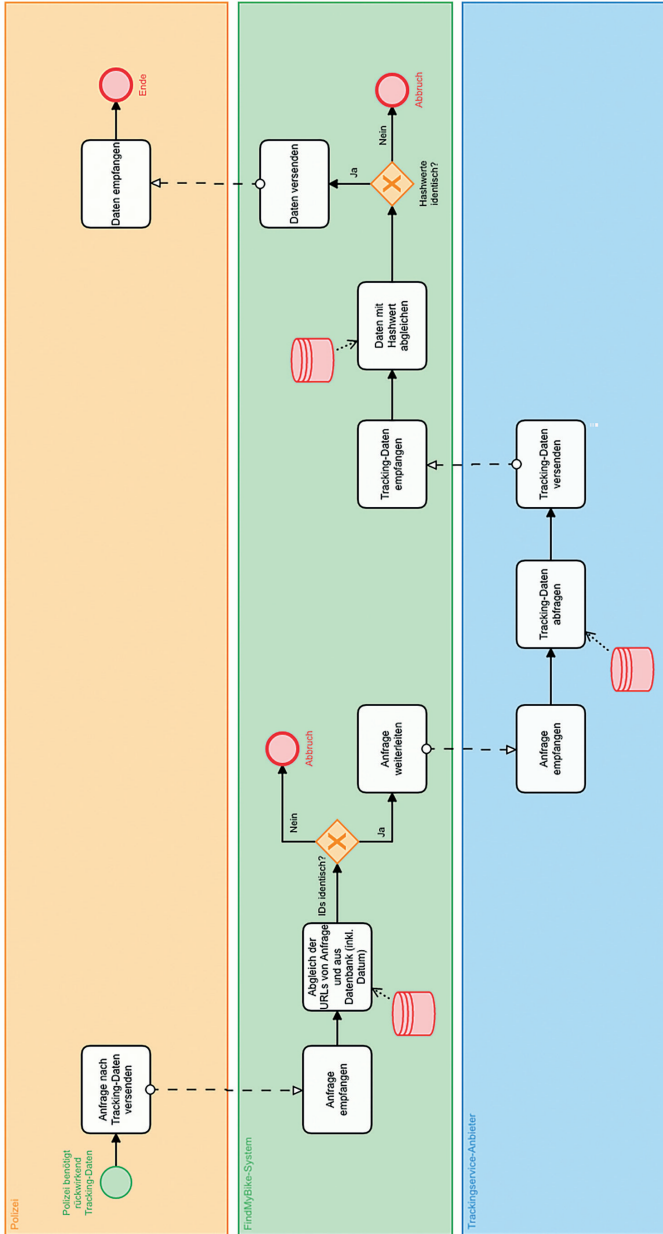 Polizei
Polizei benötigt
rückwirkend
Tracking-Daten
Anfrage nach
Tracking-Daten
versenden
Daten empfangen
Ende
FindMyBike-System
Anfrage
empfangen
Abgleich der
URLs von Anfrage
und aus
Datenbank (inkl.
Datum)
IDs identisch?
Nein
Abbruch
Ja
Anfrage
weiterleiten
Tracking-Daten
empfangen
Daten mit
Hashwert
abgleichen
Hashwerte
identisch?
Ja
Daten versenden
Nein
Abbruch
Trackingservice-Anbieter
Anfrage
empfangen
Tracking-Daten
abfragen
Tracking-Daten
versenden